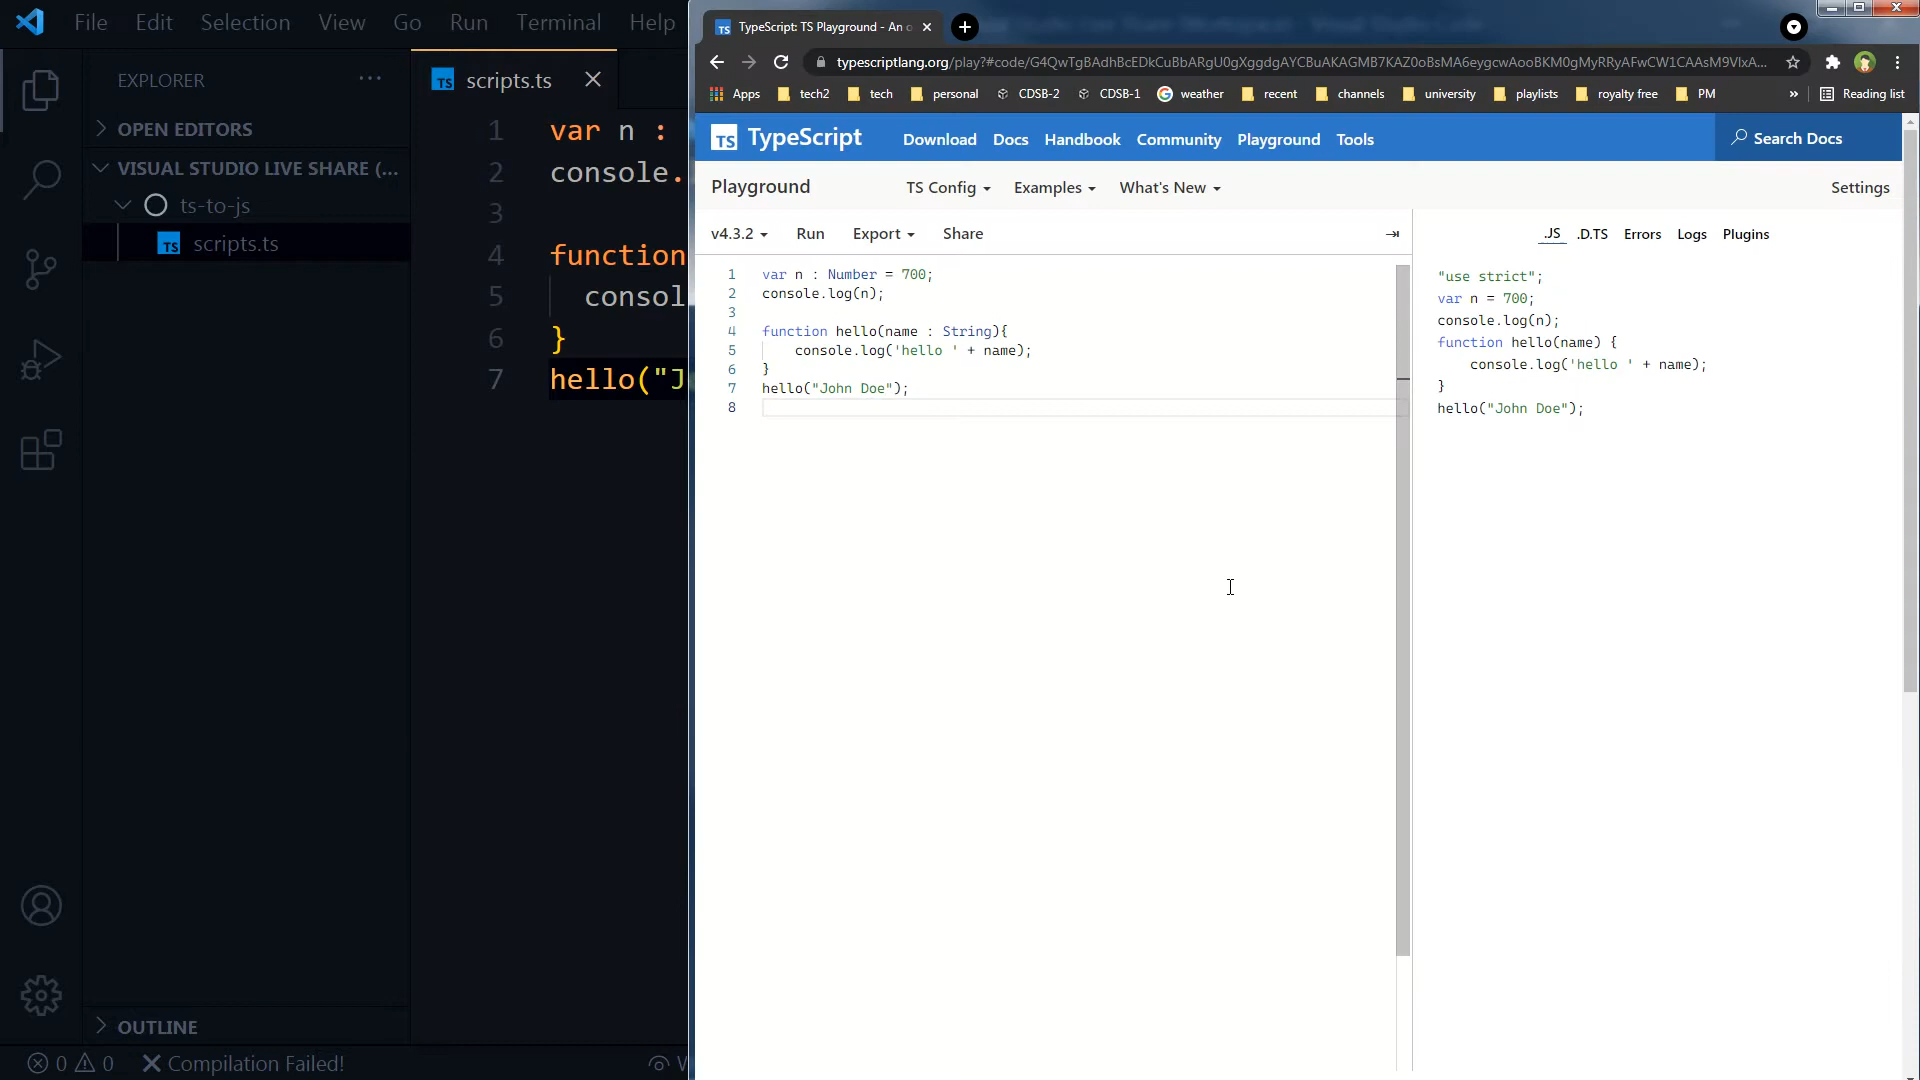 File Edit Selection View Go Run Terminal Help
EXPLORER ···
OPEN EDITORS
VISUAL STUDIO LIVE SHARE (...
ts-to-js
TS scripts.ts
OUTLINE
0 0 Compilation Failed!
TS scripts.ts
1 var n :
2 console.
3
4 function
5 consol
6 }
7 hello("J
TS TypeScript: TS Playground - An
typescriptlang.org/play?#code/G4QwTgBAdhBcEDkCuBbARgU0gXggdgAYCBuAKAGMB7KAZ0oBsMA6eygcwAooBKM0gMyRRyAFwCW1CAAsM9VlxA...
Apps tech2 tech personal CDSB-2 CDSB-1 weather recent channels university playlists royalty free PM » Reading list
TS TypeScript Download Docs Handbook Community Playground Tools Search Docs
Playground TS Config Examples What's New Settings
v4.3.2 Run Export Share
1 var n : Number = 700;
2 console.log(n);
3
4 function hello(name : String){
5 console.log('hello ' + name);
6 }
7 hello("John Doe");
8
.JS .D.TS Errors Logs Plugins
"use strict";
var n = 700;
console.log(n);
function hello(name) {
console.log('hello ' + name);
}
hello("John Doe");